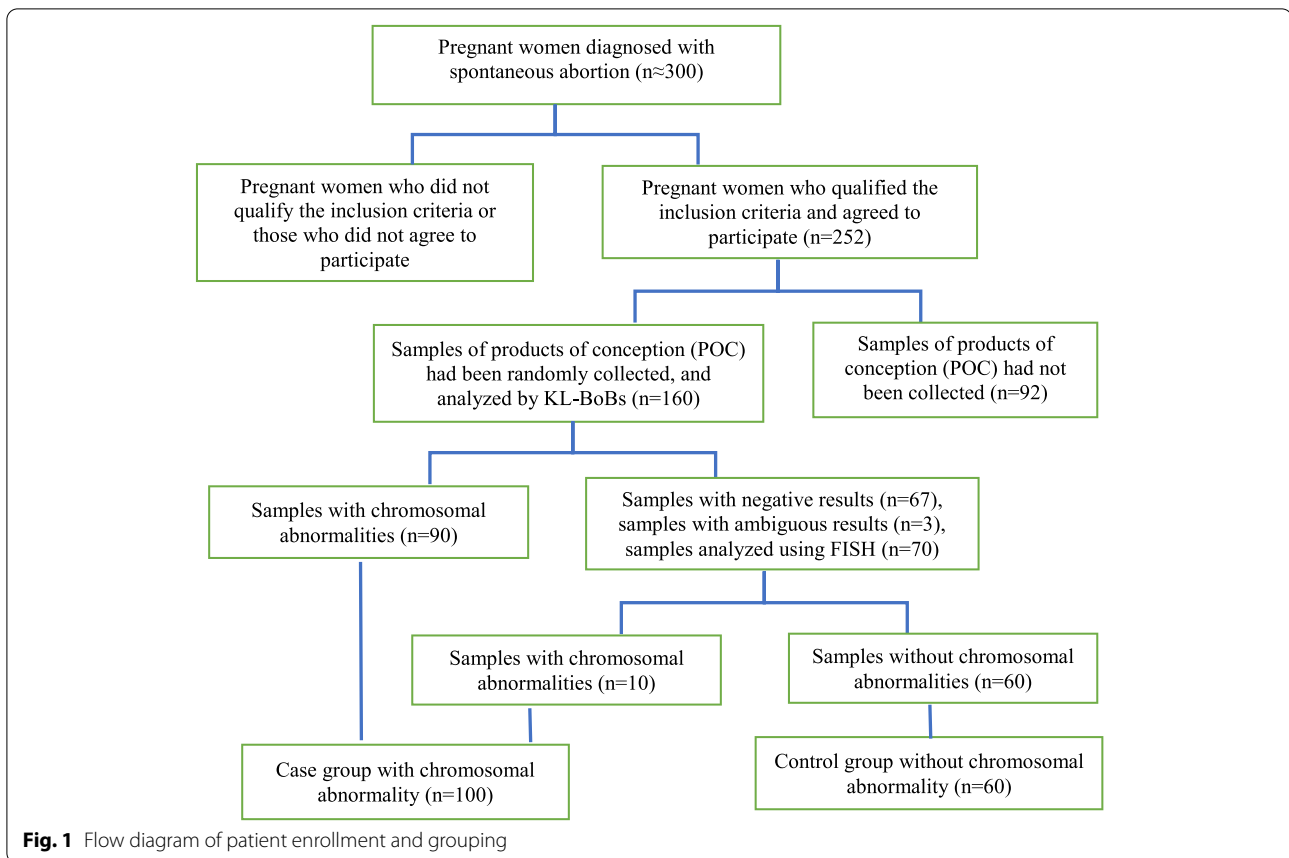 Pregnant women diagnosed with
spontaneous abortion (n≈300)
Pregnant women who did not
qualify the inclusion criteria or
those who did not agree to
participate
Pregnant women who qualified the
inclusion criteria and agreed to
participate (n=252)
Samples of products of conception (POC)
had been randomly collected, and
analyzed by KL-BoBs (n=160)
Samples of products of
conception (POC) had not
been collected (n=92)
Samples with chromosomal
abnormalities (n=90)
Samples with negative results (n=67),
samples with ambiguous results (n=3),
samples analyzed using FISH (n=70)
Samples with chromosomal
abnormalities (n=10)
Samples without chromosomal
abnormalities (n=60)
Case group with chromosomal
abnormality (n=100)
Control group without chromosomal
abnormality (n=60)
Fig. 1 Flow diagram of patient enrollment and grouping